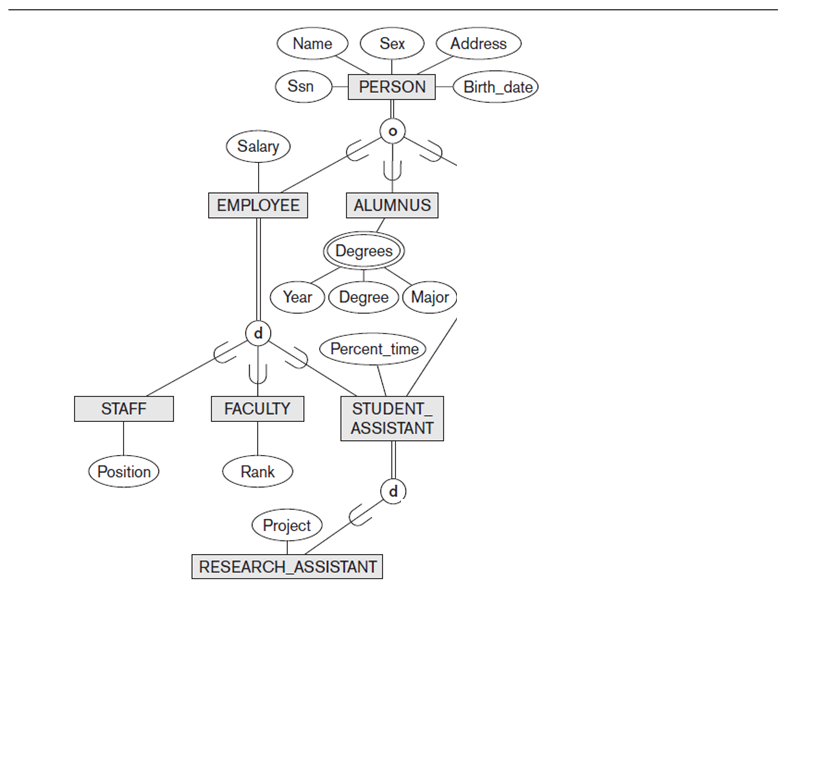 Name
Sex
Address
Ssn
PERSON
Birth_date
o
Salary
EMPLOYEE
ALUMNUS
Degrees
Year
Degree
Major
d
Percent_time
STAFF
FACULTY
STUDENT_
ASSISTANT
Position
Rank
d
Project
RESEARCH_ASSISTANT